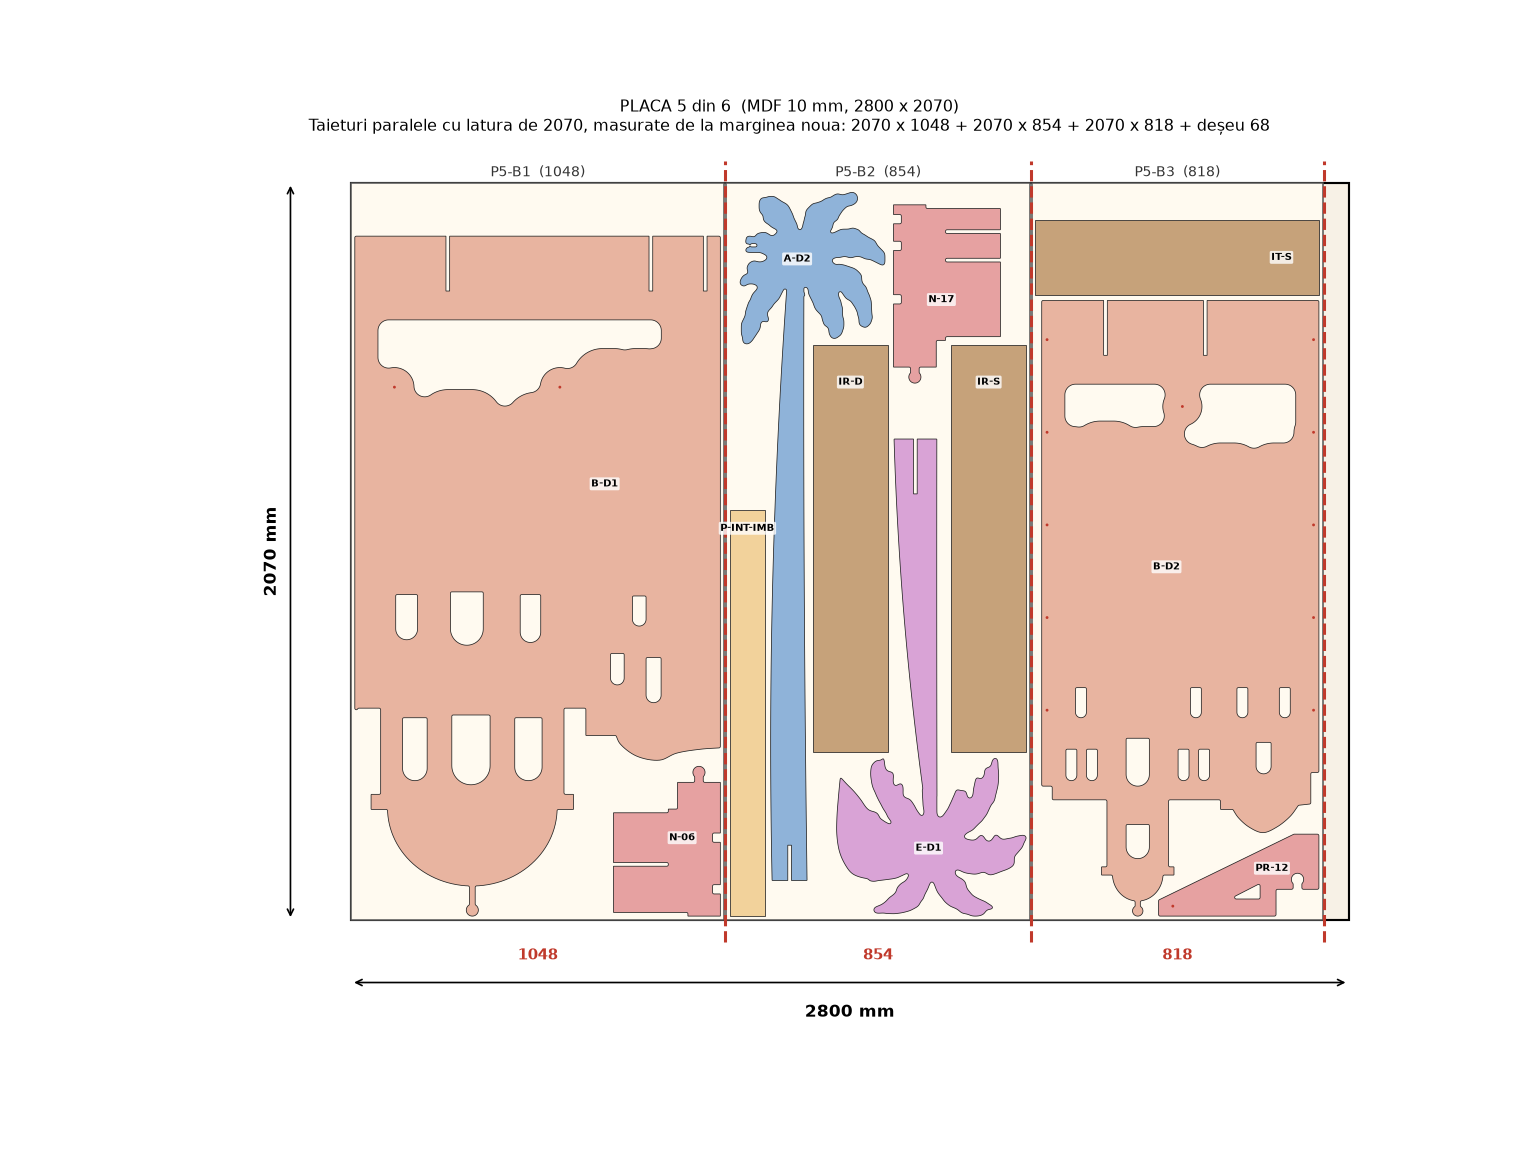 PLACA 5 din 6  (MDF 10 mm, 2800 x 2070)
Taieturi paralele cu latura de 2070, masurate de la marginea noua: 2070 x 1048 + 2070 x 854 + 2070 x 818 + deșeu 68
P5-B1  (1048)
P5-B2  (854)
P5-B3  (818)
A-D2
IT-S
N-17
IR-D
IR-S
B-D1
P-INT-IMB
B-D2
N-06
E-D1
PR-12
2070 mm
1048
854
818
2800 mm